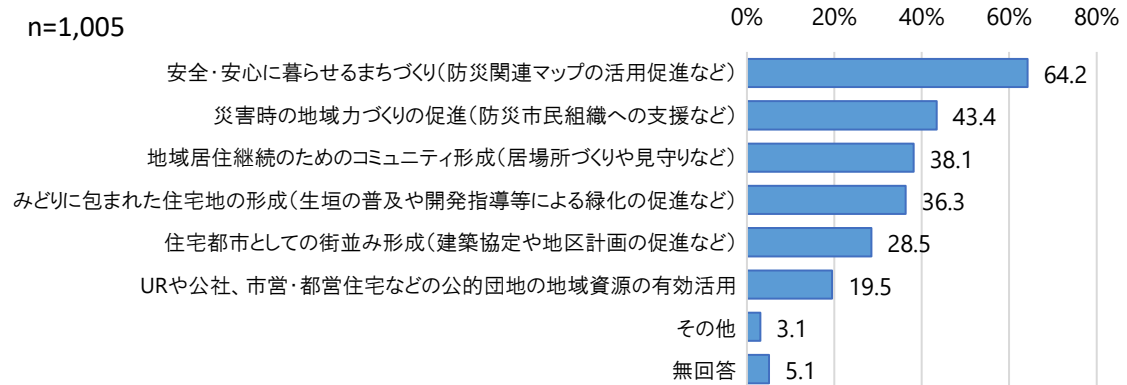 n=1,005
0% 20% 40% 60% 80%
安全・安心に暮らせるまちづくり(防災関連マップの活用促進など) 64.2
災害時の地域力づくりの促進(防災市民組織への支援など) 43.4
地域居住継続のためのコミュニティ形成(居場所づくりや見守りなど) 38.1
みどりに包まれた住宅地の形成(生垣の普及や開発指導等による緑化の促進など) 36.3
住宅都市としての街並み形成(建築協定や地区計画の促進など) 28.5
URや公社、市営・都営住宅などの公的団地の地域資源の有効活用 19.5
その他 3.1
無回答 5.1